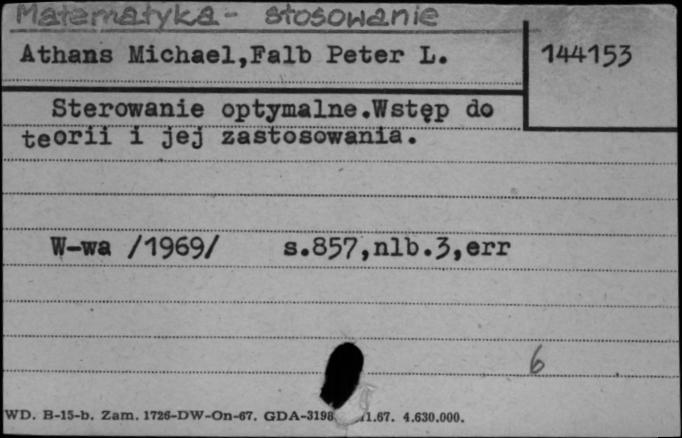 Matematyka - stosowanie
Athans Michael,Falb Peter L.
144153
Sterowanie optymalne.Wstęp do
teorii i jej zastosowania.
W-wa /1969/ s.857,nlb.3,err
6
WD. B-15-b. Zam. 1726-DW-On-67. GDA-3198 11.67. 4.630.000.